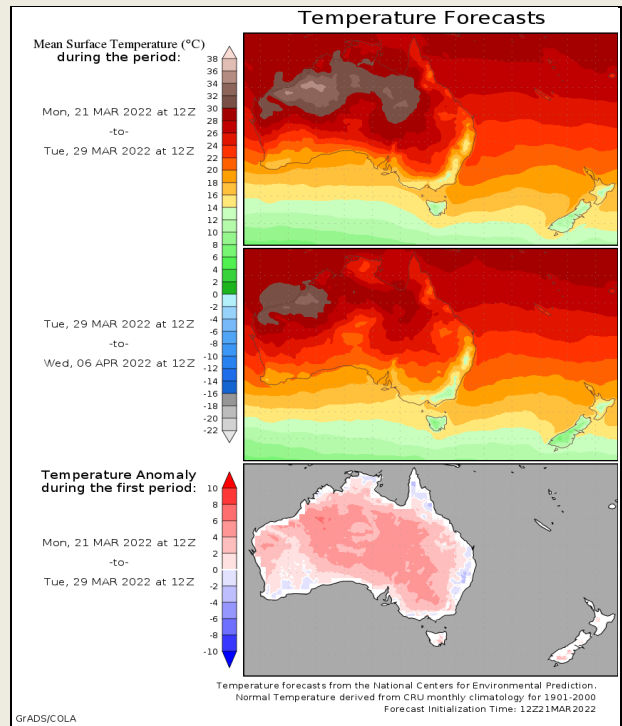 Temperature Forecasts
Mean Surface Temperature (°C)
during the period:
38
36
34
32
30
28
26
24
22
20
18
16
14
12
10
8
6
4
2
0
-2
-4
-6
-8
-10
-12
-14
-16
-18
-20
-22
Mon, 21 MAR 2022 at 12Z
-to-
Tue, 29 MAR 2022 at 12Z
Tue, 29 MAR 2022 at 12Z
-to-
Wed, 06 APR 2022 at 12Z
Temperature Anomaly
during the first period:
10
8
6
4
2
0
-2
-4
-6
-8
-10
Mon, 21 MAR 2022 at 12Z
-to-
Tue, 29 MAR 2022 at 12Z
Temperature forecasts from the National Centers for Environmental Prediction.
Normal Temperature derived from CRU monthly climatology for 1901-2000
Forecast Initialization Time: 12Z21MAR2022
GrADS/COLA